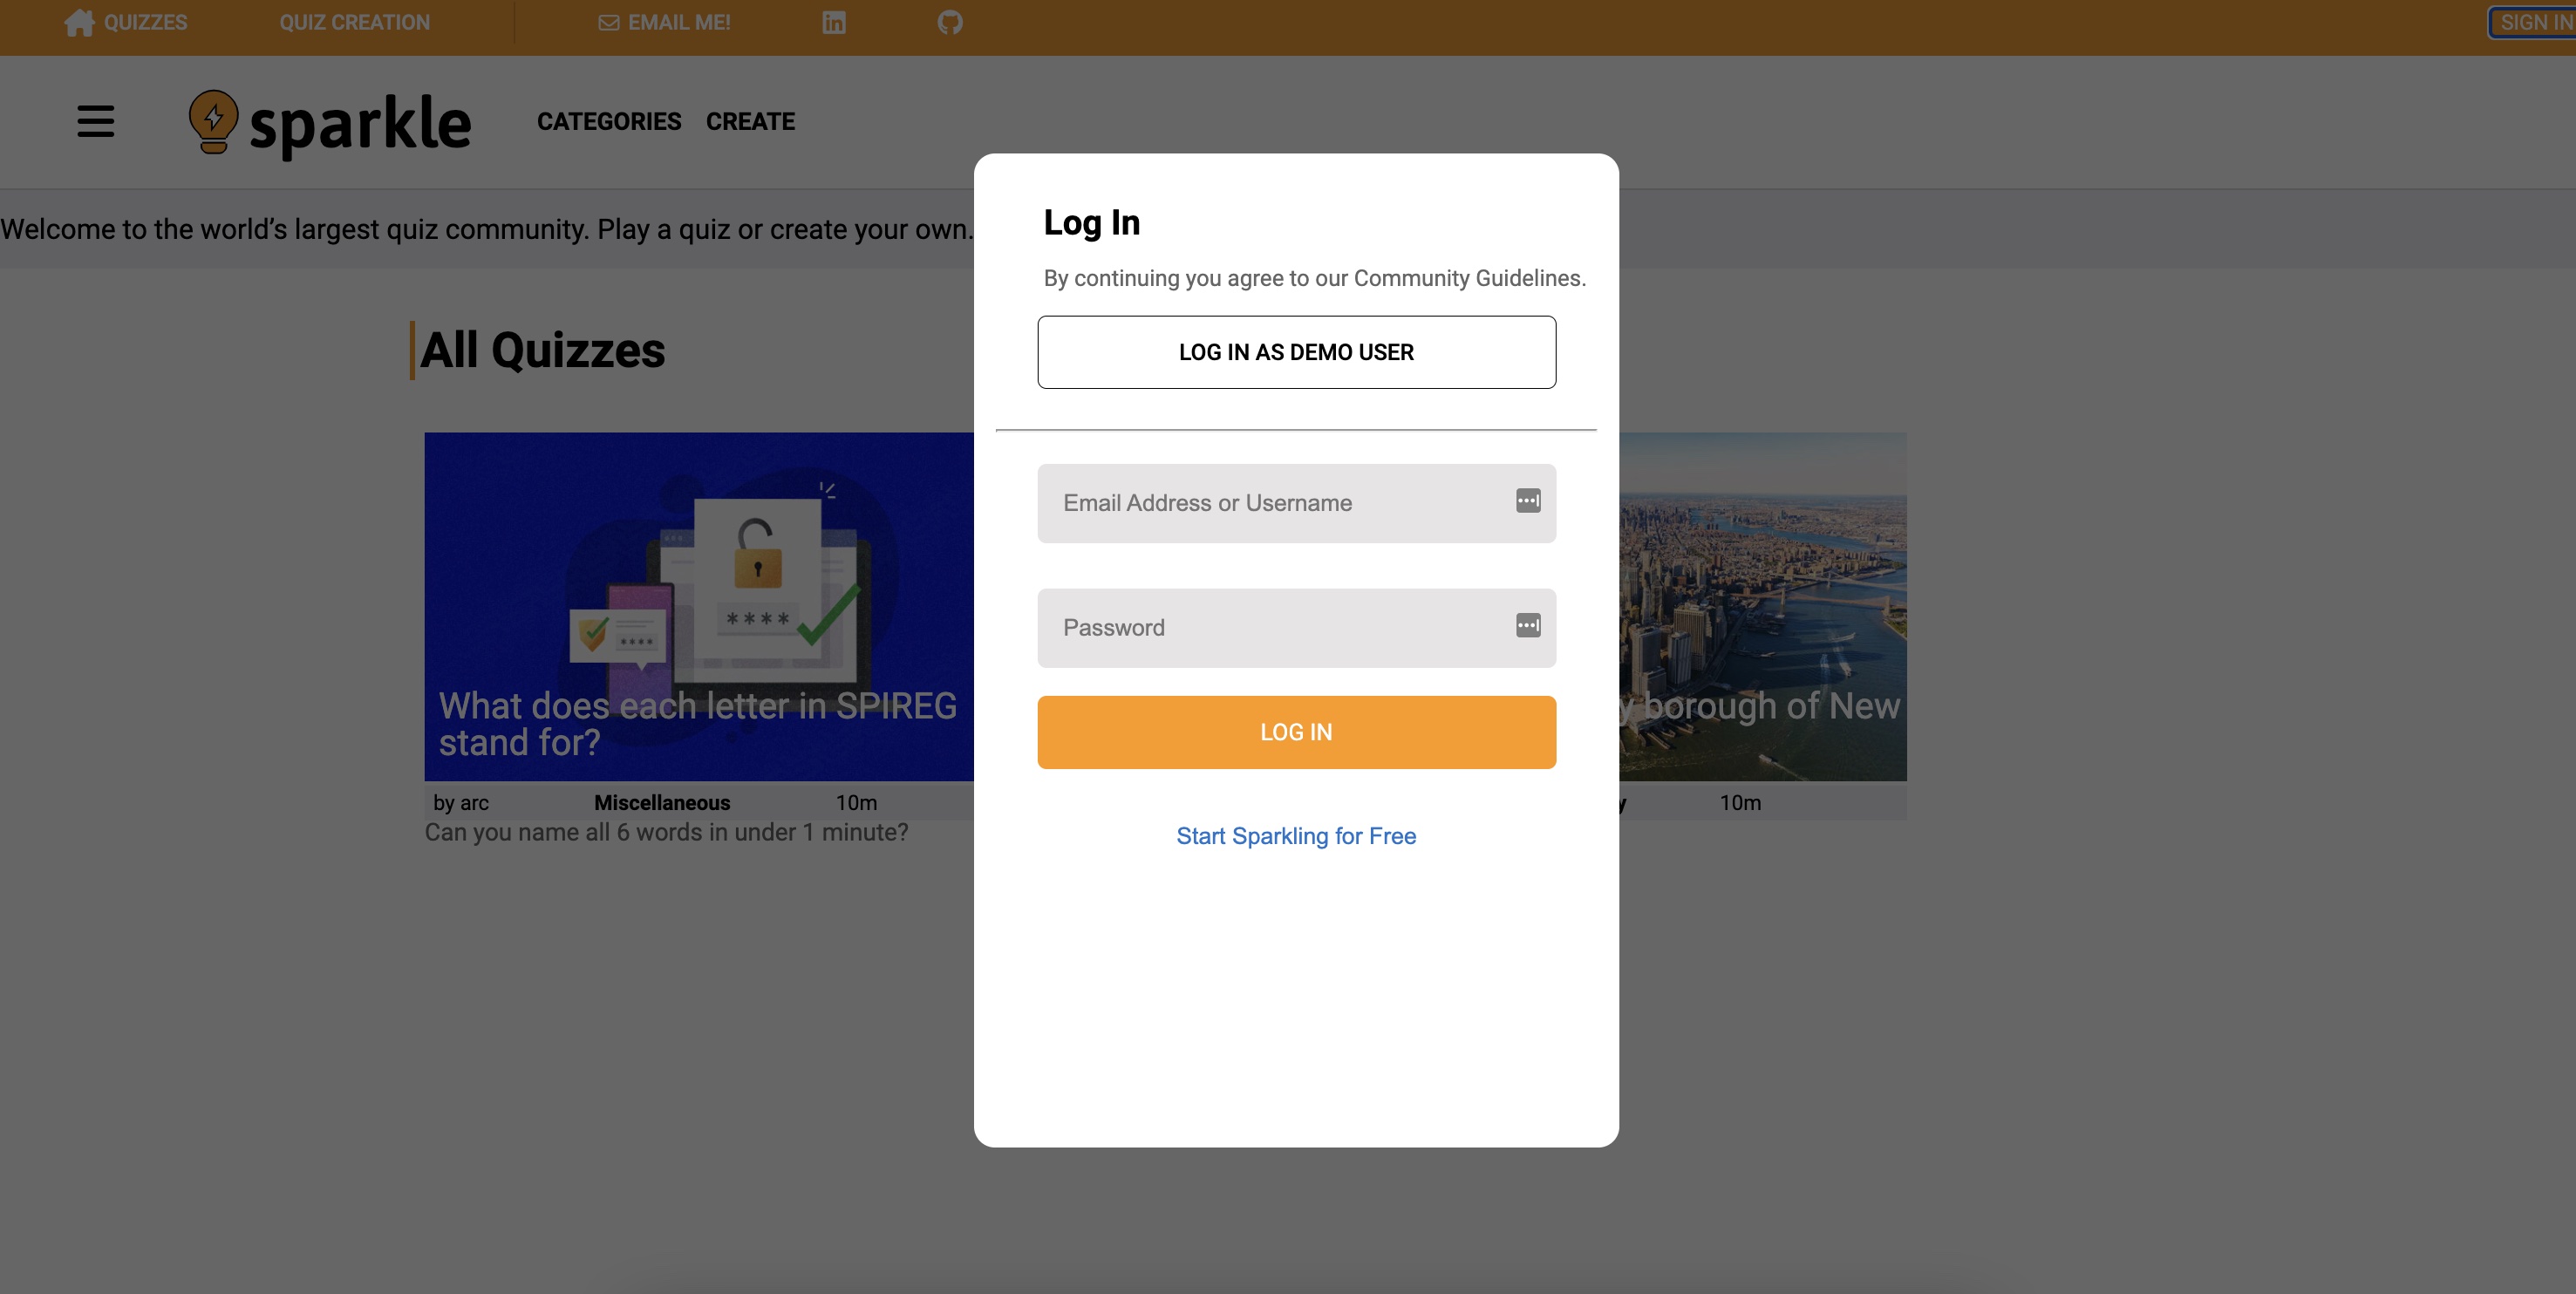 QUIZZES
QUIZ CREATION
EMAIL ME!
SIGN IN
sparkle
CATEGORIES
CREATE
Welcome to the world’s largest quiz community. Play a quiz or create your own.
All Quizzes
What does each letter in SPIREG
stand for?
by arc
Miscellaneous
10m
Can you name all 6 words in under 1 minute?
Log In
By continuing you agree to our Community Guidelines.
LOG IN AS DEMO USER
Email Address or Username
Password
LOG IN
Start Sparkling for Free
borough of New
10m